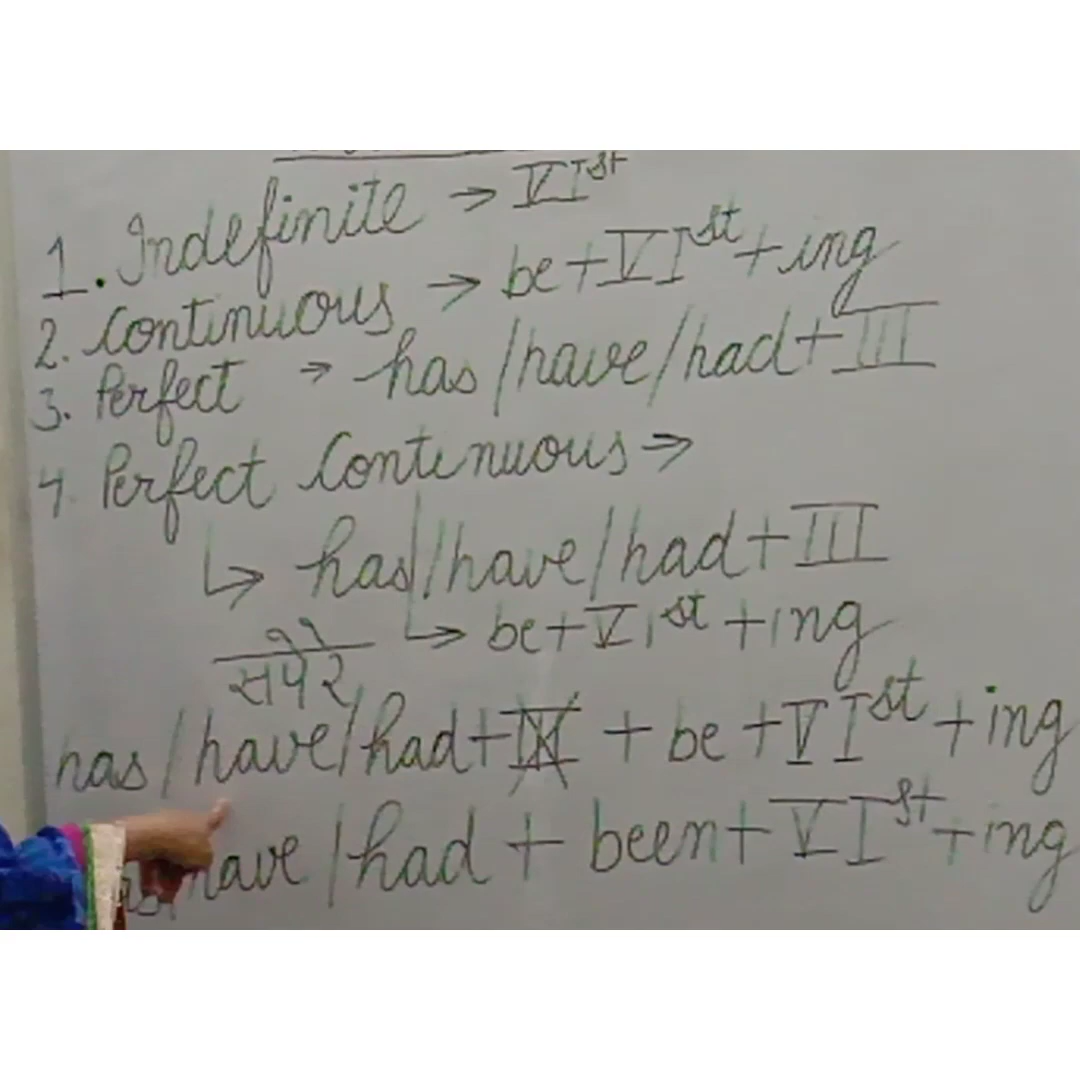 1. Indefinite → VIst
2. Continuous → be+VIst+ing
3. Perfect → has/have/had+III
4. Perfect Continuous →
↳ has/have/had+III
सपेरे ↳ be+VIst+ing
has/have/had+IV + be+VIst+ing
have/had + been+VIst+ing